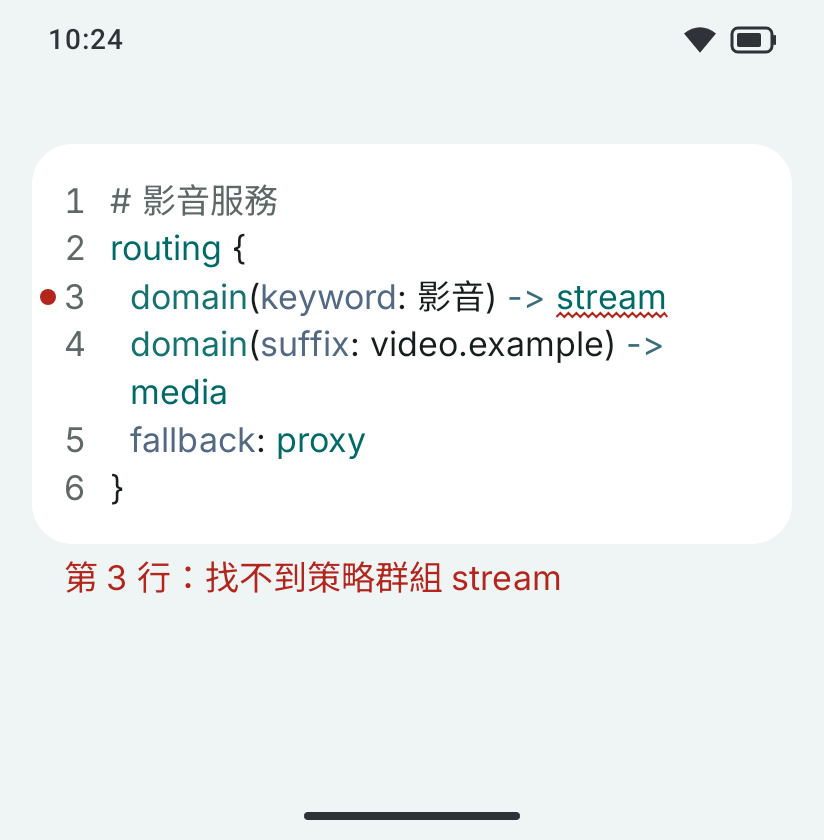 10:24
1 # 影音服務
2 routing {
3 domain(keyword: 影音) -> stream
4 domain(suffix: video.example) ->
media
5 fallback: proxy
6 }
第 3 行：找不到策略群組 stream